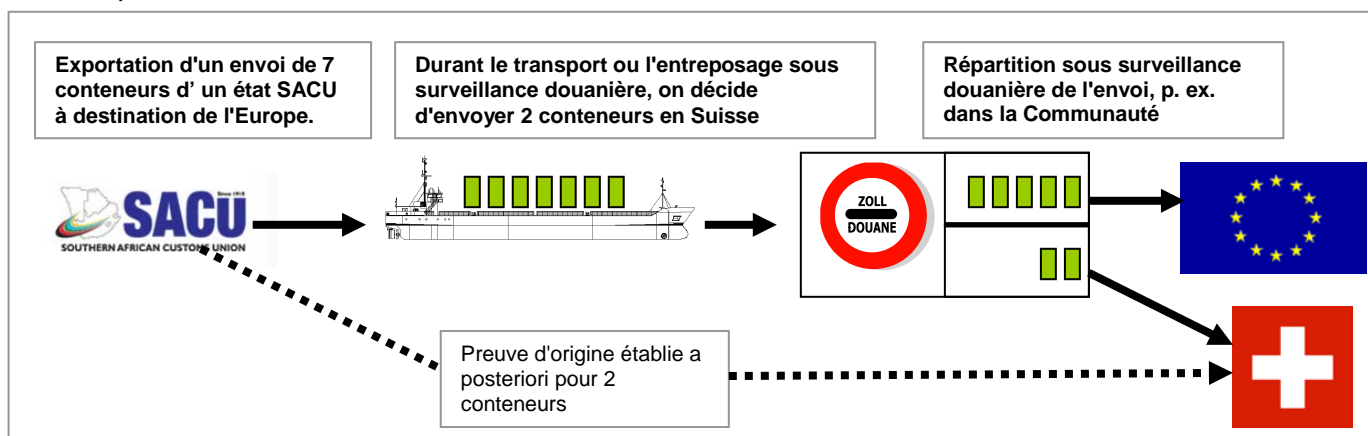 Exportation d'un envoi de 7
conteneurs d’ un état SACU
à destination de l'Europe.
Durant le transport ou l'entreposage sous
surveillance douanière, on décide
d'envoyer 2 conteneurs en Suisse
Répartition sous surveillance
douanière de l'envoi, p. ex.
dans la Communauté
Since 1910
SACU
SOUTHERN AFRICAN CUSTOMS UNION
ZOLL
DOUANE
Preuve d'origine établie a
posteriori pour 2
conteneurs